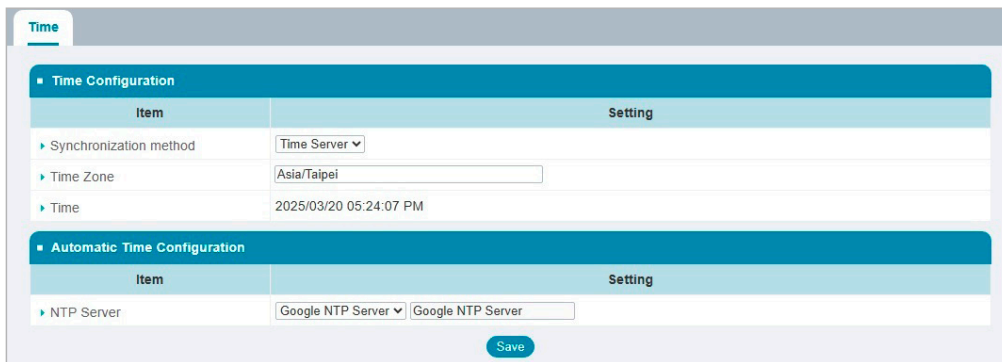 Time
Time Configuration
Item Setting
Synchronization method Time Server
Time Zone Asia/Taipei
Time 2025/03/20 05:24:07 PM
Automatic Time Configuration
Item Setting
NTP Server Google NTP Server Google NTP Server
Save